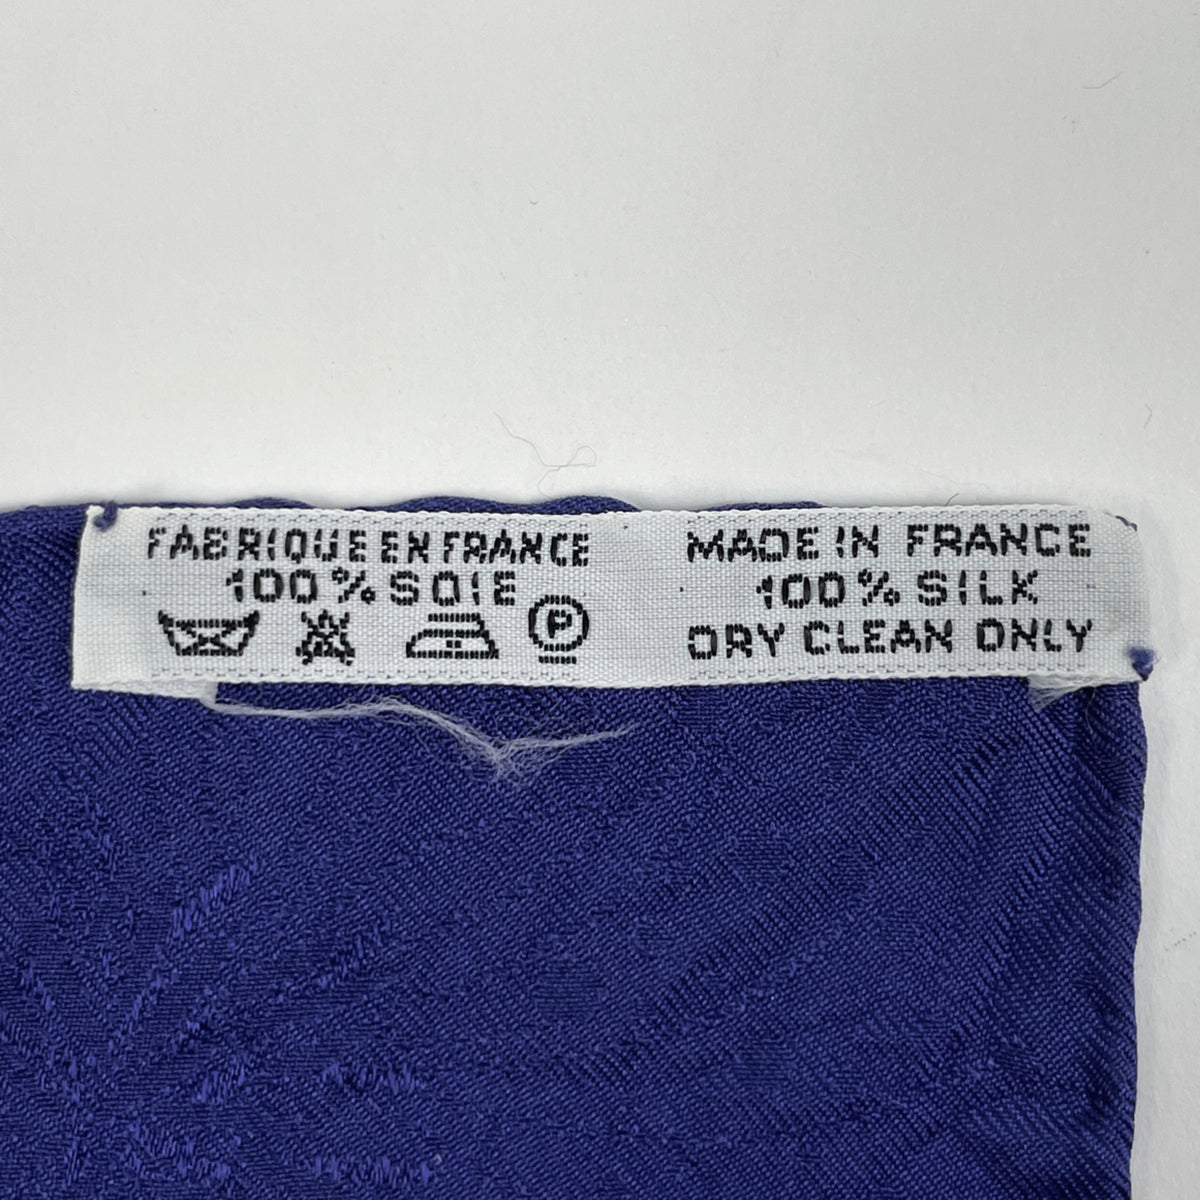 FABRIQUE EN FRANCE
100% SOIE
P
MADE IN FRANCE
100% SILK
DRY CLEAN ONLY